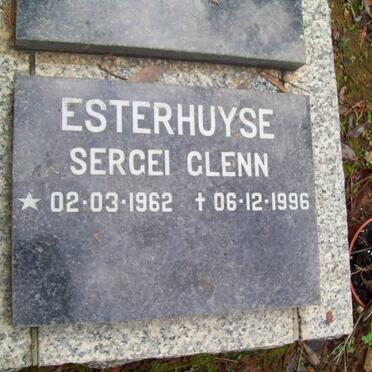 ESTERHUYSE
SERGEI GLENN
★ 02·03·1962 † 06·12·1996